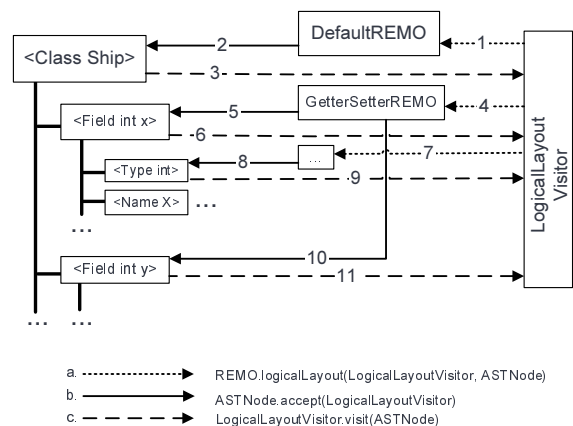 DefaultREMO
1
2
<Class Ship>
3
GetterSetterREMO
4
5
<Field int x>
6
LogicalLayout
Visitor
...
7
8
<Type int>
9
<Name X>
...
...
10
<Field int y>
11
...
...
a. REMO.logicalLayout(LogicalLayoutVisitor, ASTNode)
b. ASTNode.accept(LogicalLayoutVisitor)
c. LogicalLayoutVisitor.visit(ASTNode)